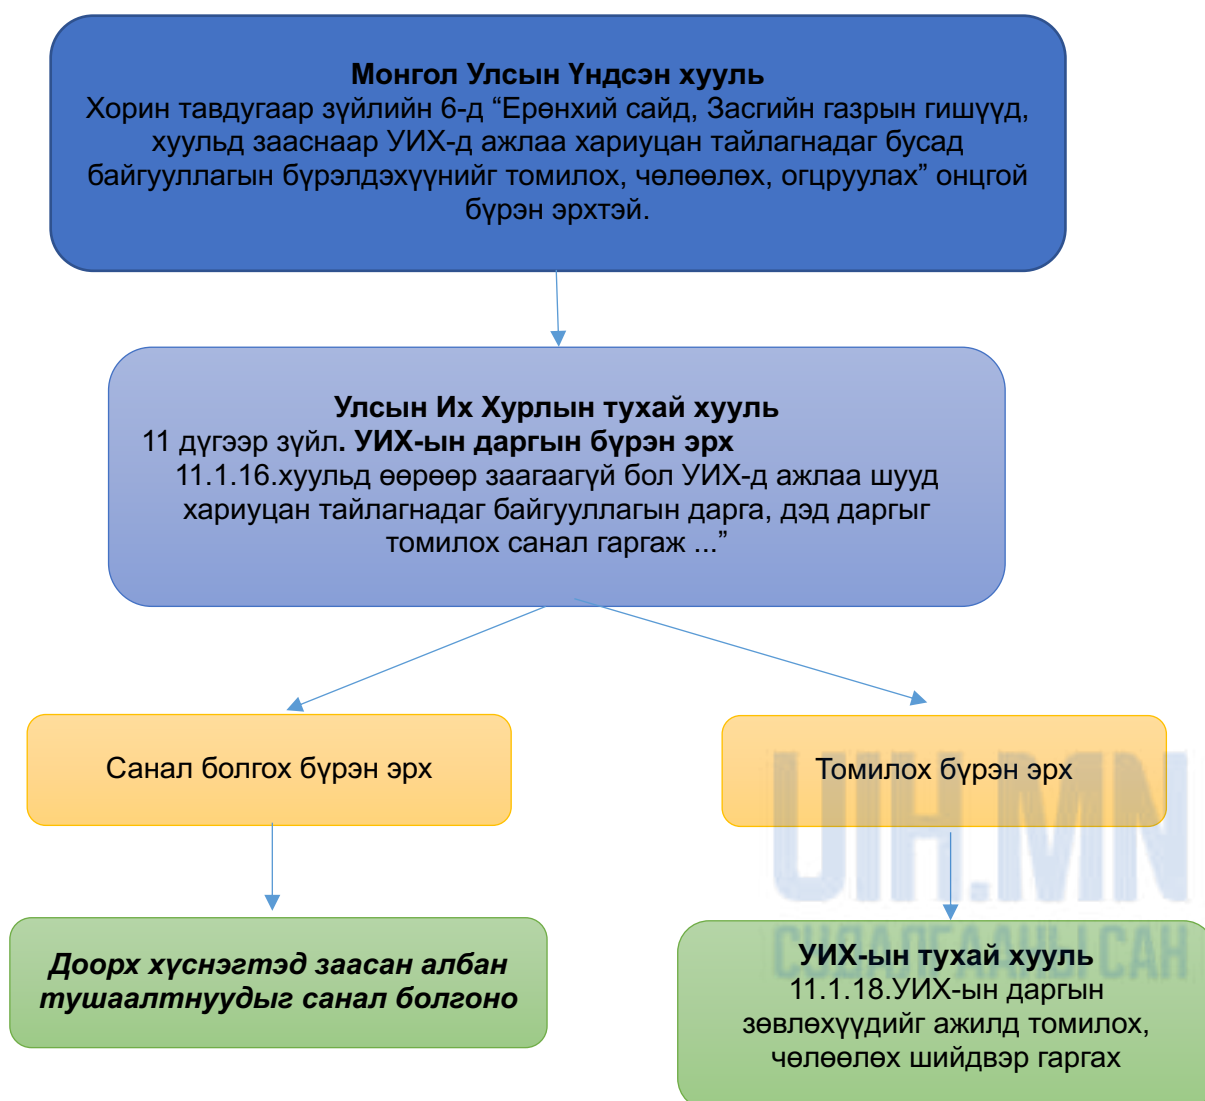 Монгол Улсын Үндсэн хууль
Хорин тавдугаар зүйлийн 6-д “Ерөнхий сайд, Засгийн газрын гишүүд,
хуульд зааснаар УИХ-д ажлаа хариуцан тайлагнадаг бусад
байгууллагын бүрэлдэхүүнийг томилох, чөлөөлөх, огцруулах” онцгой
бүрэн эрхтэй.
Улсын Их Хурлын тухай хууль
11 дүгээр зүйл. УИХ-ын даргын бүрэн эрх
11.1.16.хуульд өөрөөр заагаагүй бол УИХ-д ажлаа шууд
хариуцан тайлагнадаг байгууллагын дарга, дэд даргыг
томилох санал гаргаж ...”
Санал болгох бүрэн эрх
Томилох бүрэн эрх
UIH.MN
СУДАЛГААНЫ САН
Доорх хүснэгтэд заасан албан
тушаалтнуудыг санал болгоно
УИХ-ын тухай хууль
11.1.18.УИХ-ын даргын
зөвлөхүүдийг ажилд томилох,
чөлөөлөх шийдвэр гаргах